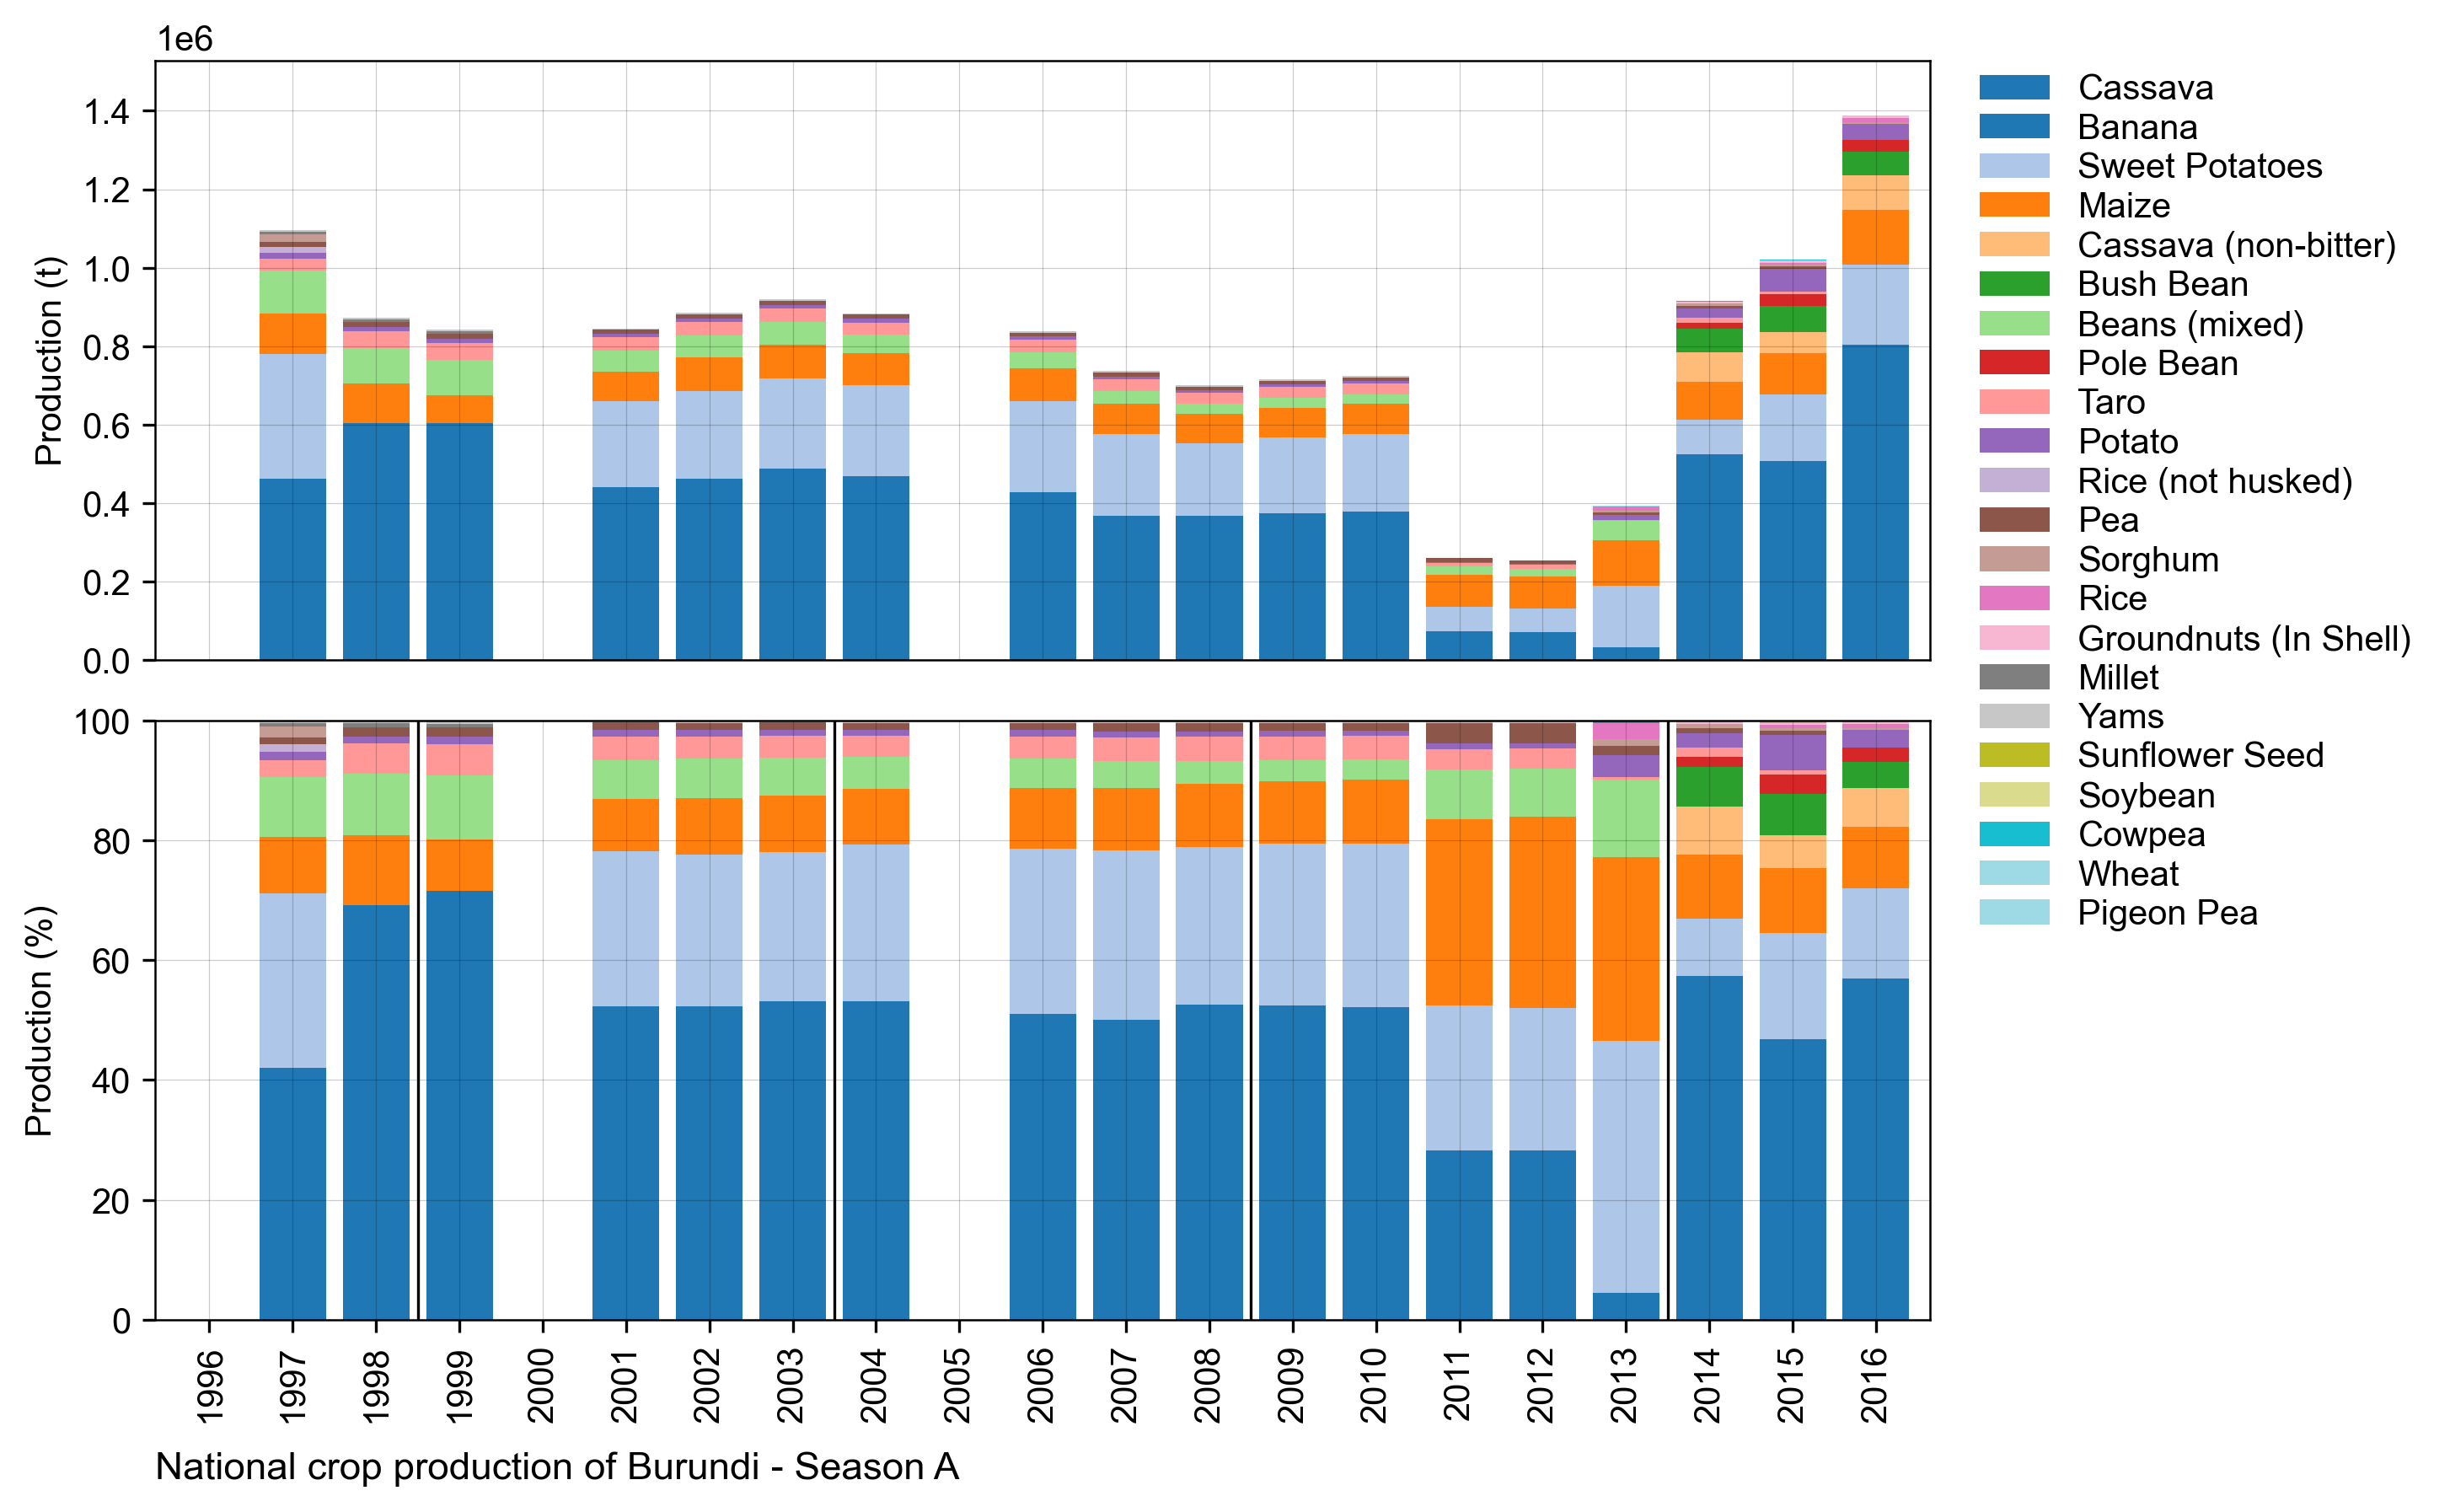 1e6
1.4
1.2
1.0
0.8
0.6
0.4
0.2
0.0
Production (t)
Cassava
Banana
Sweet Potatoes
Maize
Cassava (non-bitter)
Bush Bean
Beans (mixed)
Pole Bean
Taro
Potato
Rice (not husked)
Pea
Sorghum
Rice
Groundnuts (In Shell)
Millet
Yams
Sunflower Seed
Soybean
Cowpea
Wheat
Pigeon Pea
100
80
60
40
20
0
Production (%)
1996
1997
1998
1999
2000
2001
2002
2003
2004
2005
2006
2007
2008
2009
2010
2011
2012
2013
2014
2015
2016
National crop production of Burundi - Season A